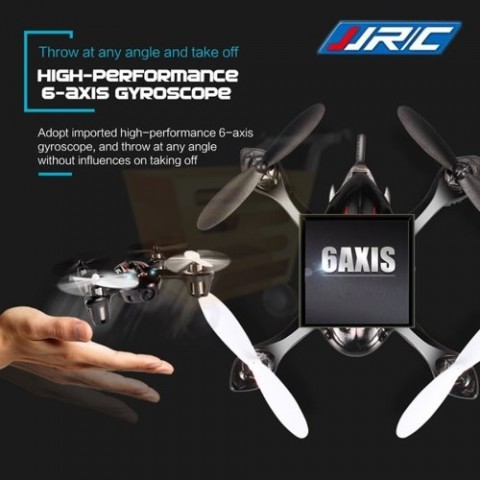 Throw at any angle and take off
JJR/C
HIGH-PERFORMANCE
6-AXIS GYROSCOPE
Adopt imported high-performance 6-axis
gyroscope, and throw at any angle
without influences on taking off
6AXIS